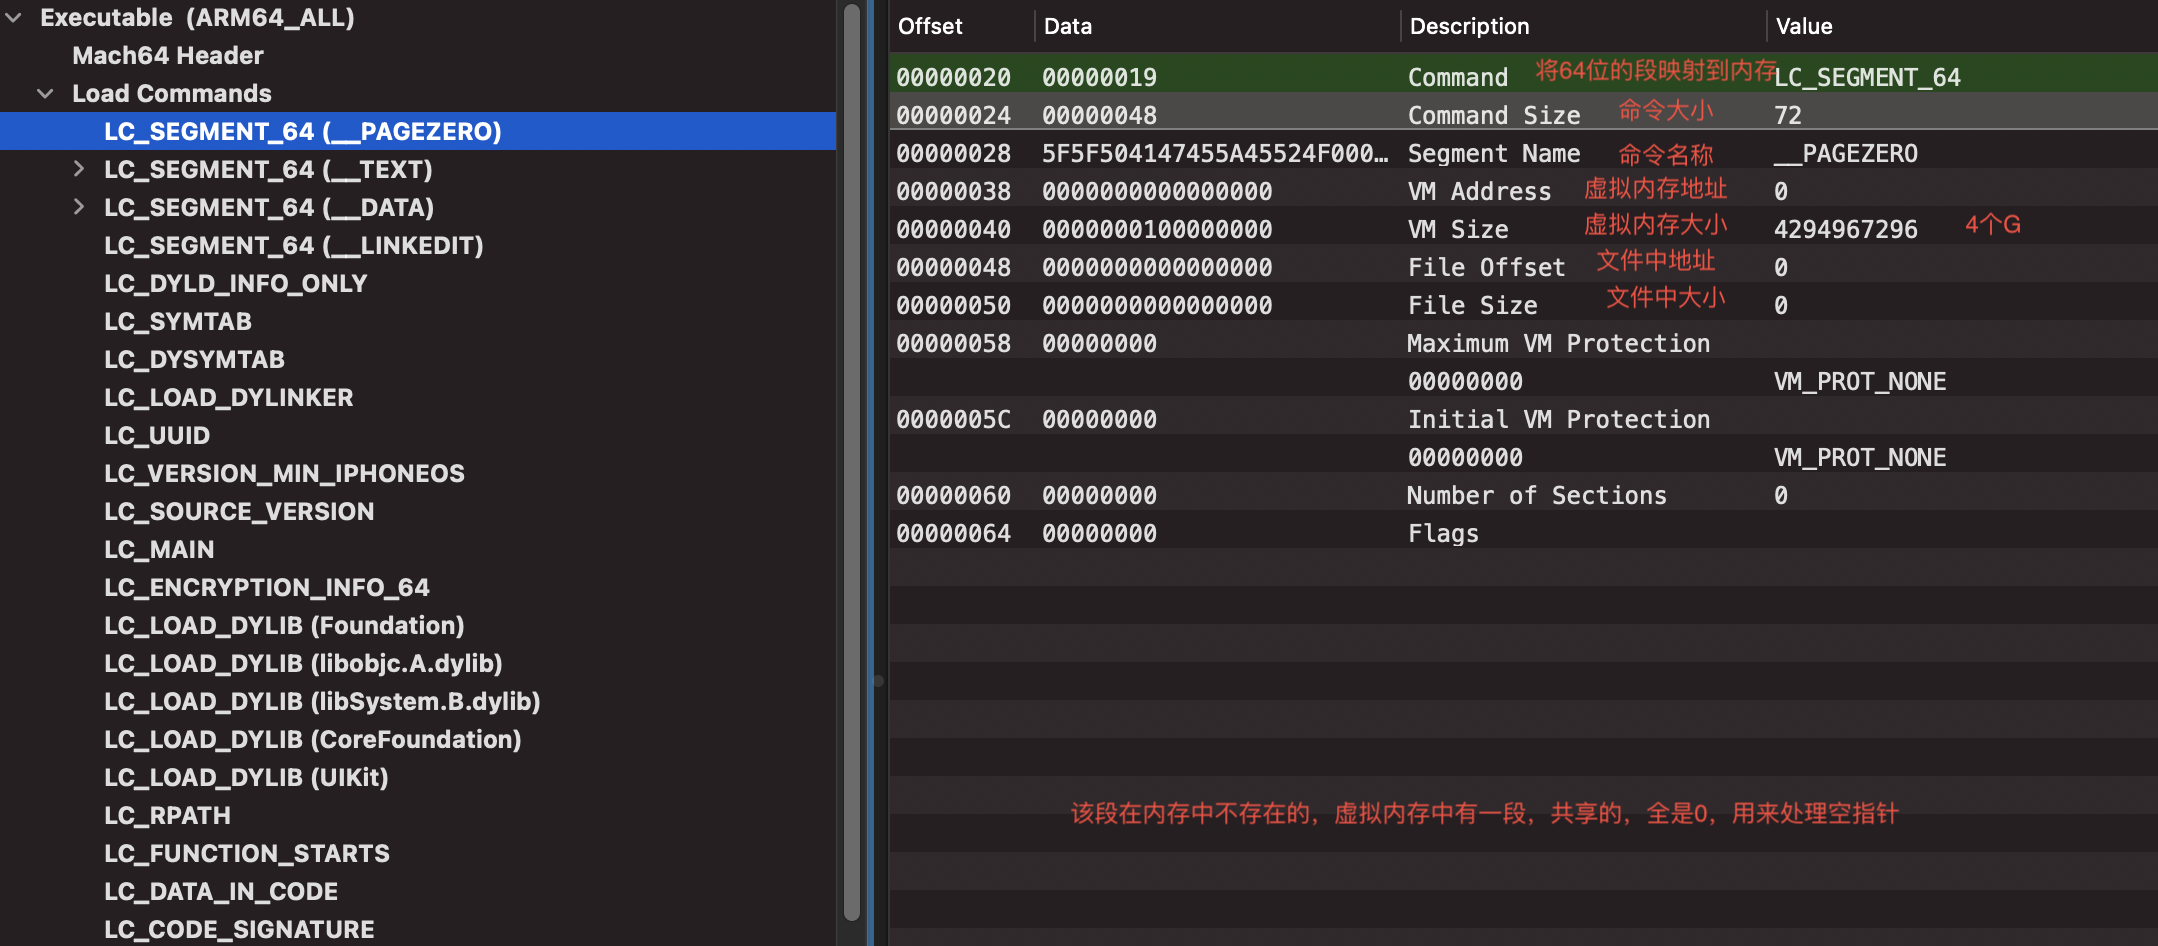 Executable (ARM64_ALL)
Mach64 Header
Load Commands
LC_SEGMENT_64 (__PAGEZERO)
LC_SEGMENT_64 (__TEXT)
LC_SEGMENT_64 (__DATA)
LC_SEGMENT_64 (__LINKEDIT)
LC_DYLD_INFO_ONLY
LC_SYMTAB
LC_DYSYMTAB
LC_LOAD_DYLINKER
LC_UUID
LC_VERSION_MIN_IPHONEOS
LC_SOURCE_VERSION
LC_MAIN
LC_ENCRYPTION_INFO_64
LC_LOAD_DYLIB (Foundation)
LC_LOAD_DYLIB (libobjc.A.dylib)
LC_LOAD_DYLIB (libSystem.B.dylib)
LC_LOAD_DYLIB (CoreFoundation)
LC_LOAD_DYLIB (UIKit)
LC_RPATH
LC_FUNCTION_STARTS
LC_DATA_IN_CODE
LC_CODE_SIGNATURE
Offset Data Description Value
00000020 00000019 Command 将64位的段映射到内存 LC_SEGMENT_64
00000024 00000048 Command Size 命令大小 72
00000028 5F5F504147455A45524F000… Segment Name 命令名称 __PAGEZERO
00000038 0000000000000000 VM Address 虚拟内存地址 0
00000040 0000000100000000 VM Size 虚拟内存大小 4294967296 4个G
00000048 0000000000000000 File Offset 文件中地址 0
00000050 0000000000000000 File Size 文件中大小 0
00000058 00000000 Maximum VM Protection
00000000 VM_PROT_NONE
0000005C 00000000 Initial VM Protection
00000000 VM_PROT_NONE
00000060 00000000 Number of Sections 0
00000064 00000000 Flags
该段在内存中不存在的，虚拟内存中有一段，共享的，全是0，用来处理空指针